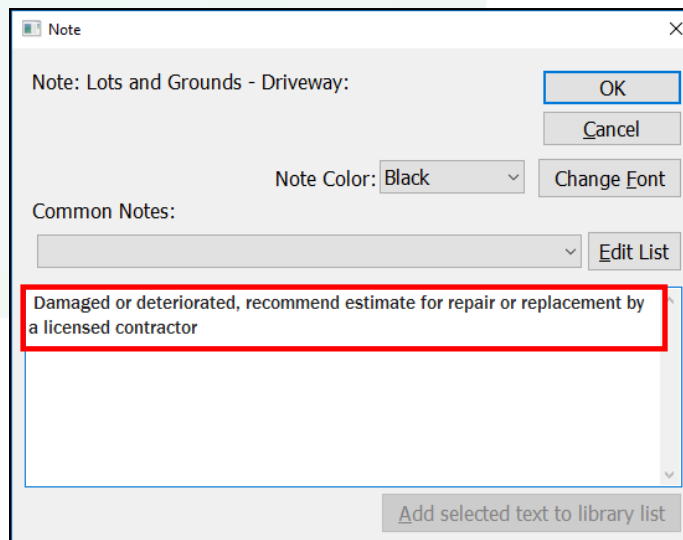 Note
Note: Lots and Grounds - Driveway:
OK
Cancel
Note Color: Black
Change Font
Common Notes:
Edit List
Damaged or deteriorated, recommend estimate for repair or replacement by
a licensed contractor
Add selected text to library list